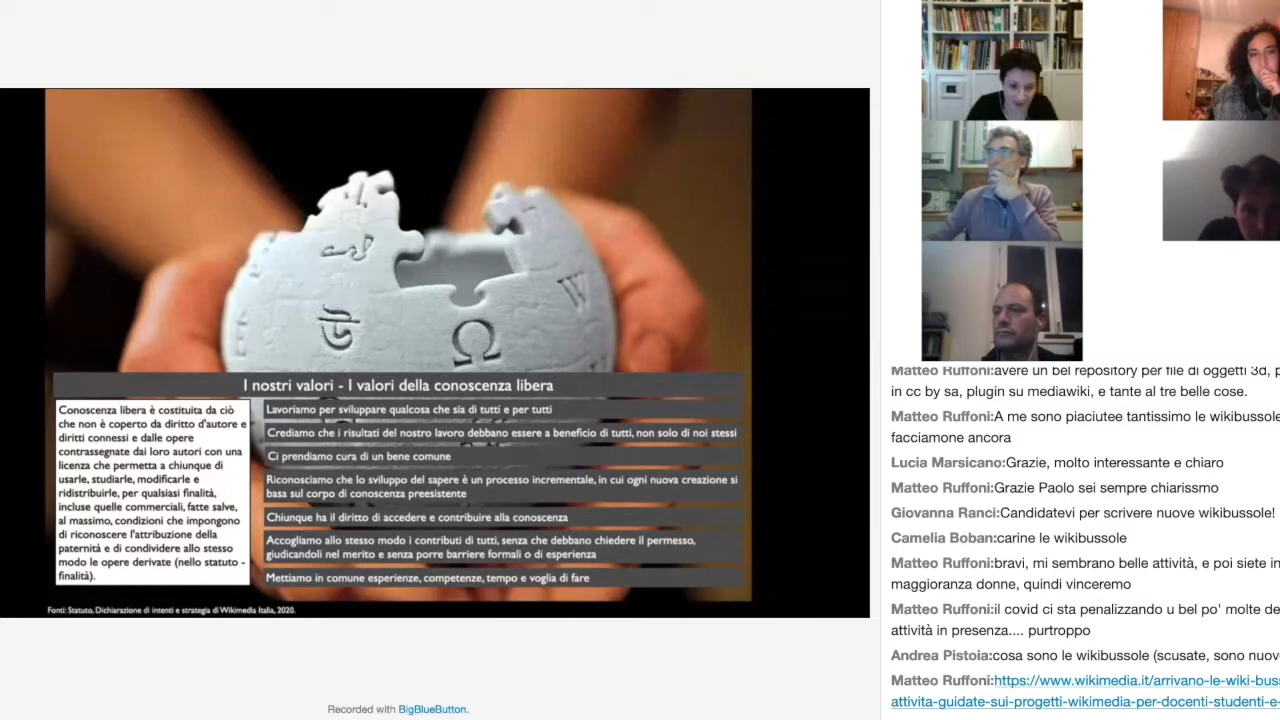 I nostri valori - I valori della conoscenza libera
Conoscenza libera è costituita da ciò
che non è coperto da diritto d'autore e
diritti connessi e dalle opere
contrassegnate dai loro autori con una
licenza che permetta a chiunque di
usarle, studiarle, modificarle e
ridistribuirle, per qualsiasi finalità,
incluse quelle commerciali, fatte salve,
al massimo, condizioni che impongono
di riconoscere l'attribuzione della
paternità e di condividere allo stesso
modo le opere derivate (nello statuto -
finalità).
Lavoriamo per sviluppare qualcosa che sia di tutti e per tutti
Crediamo che i risultati del nostro lavoro debbano essere a beneficio di tutti, non solo di noi stessi
Ci prendiamo cura di un bene comune
Riconosciamo che lo sviluppo del sapere è un processo incrementale, in cui ogni nuova creazione si
basa sul corpo di conoscenza preesistente
Chiunque ha il diritto di accedere e contribuire alla conoscenza
Accogliamo allo stesso modo i contributi di tutti, senza che debbano chiedere il permesso,
giudicandoli nel merito e senza porre barriere formali o di esperienza
Mettiamo in comune esperienze, competenze, tempo e voglia di fare
Fonti: Statuto, Dichiarazione di intenti e strategia di Wikimedia Italia, 2020.
Recorded with BigBlueButton.
Matteo Ruffoni:avere un bel repository per file di oggetti 3d, p
in cc by sa, plugin su mediawiki, e tante al tre belle cose.
Matteo Ruffoni:A me sono piaciutee tantissimo le wikibussole
facciamone ancora
Lucia Marsicano:Grazie, molto interessante e chiaro
Matteo Ruffoni:Grazie Paolo sei sempre chiarissmo
Giovanna Ranci:Candidatevi per scrivere nuove wikibussole!
Camelia Boban:carine le wikibussole
Matteo Ruffoni:bravi, mi sembrano belle attività, e poi siete in
maggioranza donne, quindi vinceremo
Matteo Ruffoni:il covid ci sta penalizzando u bel po' molte de
attività in presenza.... purtroppo
Andrea Pistoia:cosa sono le wikibussole (scusate, sono nuov
Matteo Ruffoni:https://www.wikimedia.it/arrivano-le-wiki-buss
attivita-guidate-sui-progetti-wikimedia-per-docenti-studenti-e-